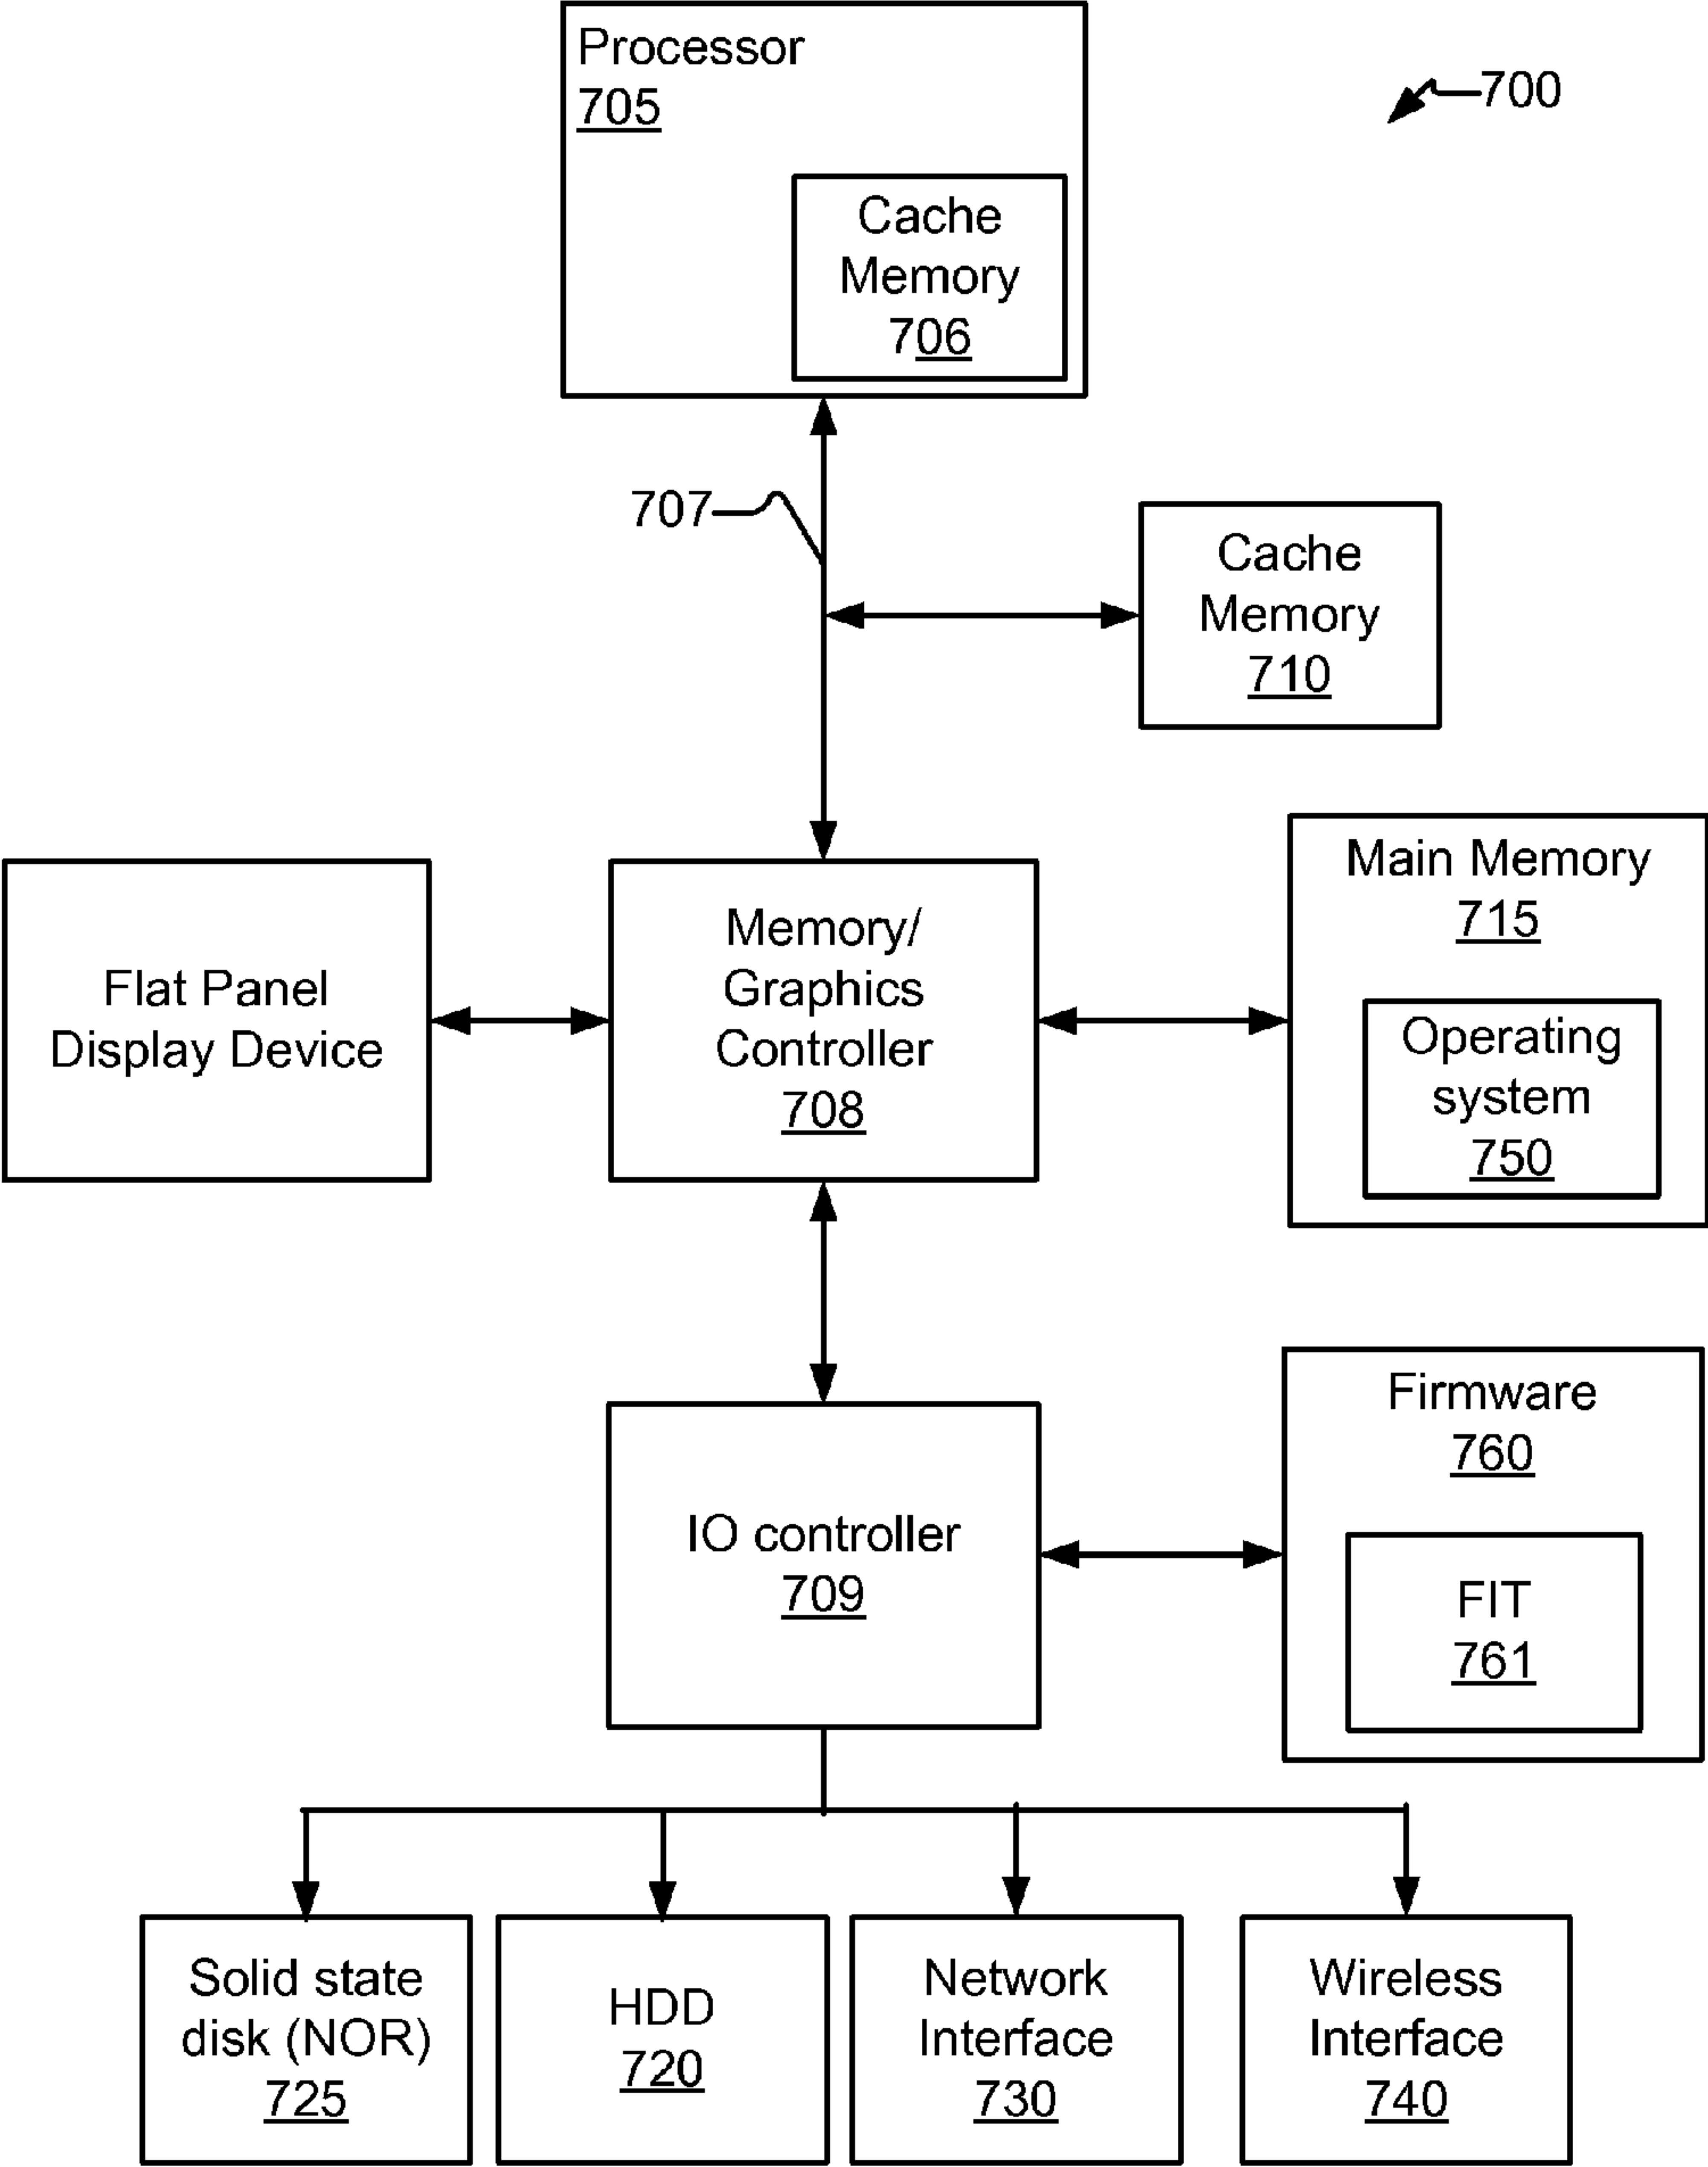 Processor
705
700
Cache
Memory
706
707
Cache
Memory
710
Flat Panel
Display Device
Memory/
Graphics
Controller
708
Main Memory
715
Operating
system
750
IO controller
709
Firmware
760
FIT
761
Solid state
disk (NOR)
725
HDD
720
Network
Interface
730
Wireless
Interface
740